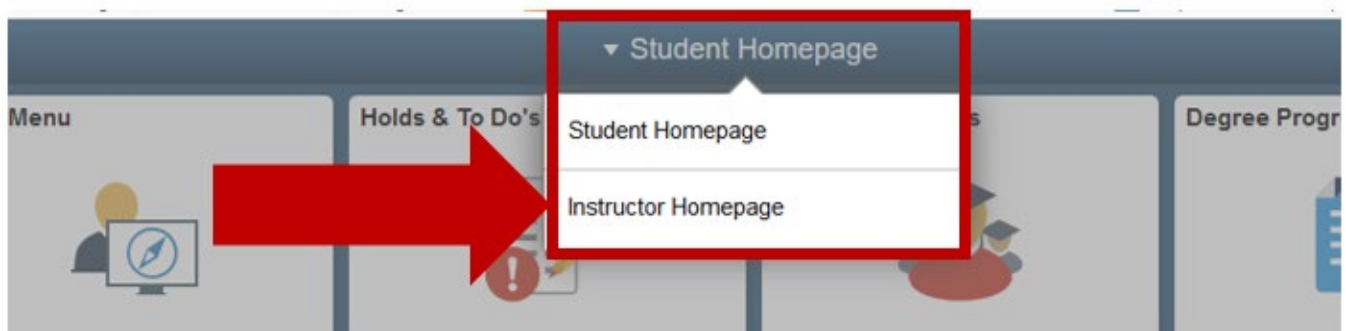 Student Homepage
Menu
Holds & To Do's
Student Homepage
Degree Progr
Instructor Homepage